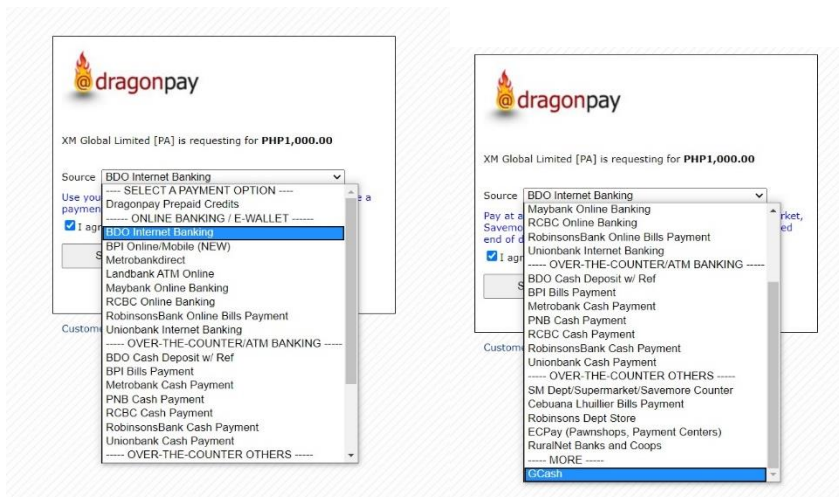 @dragonpay
XM Global Limited [PA] is requesting for PHP1,000.00
Source BDO Internet Banking
---- SELECT A PAYMENT OPTION ----
Dragonpay Prepaid Credits
------ ONLINE BANKING / E-WALLET ------
BDO Internet Banking
BPI Online/Mobile (NEW)
Metrobankdirect
Landbank ATM Online
Maybank Online Banking
RCBC Online Banking
RobinsonsBank Online Bills Payment
Unionbank Internet Banking
----- OVER-THE-COUNTER/ATM BANKING -----
BDO Cash Deposit w/ Ref
BPI Bills Payment
Metrobank Cash Payment
PNB Cash Payment
RCBC Cash Payment
RobinsonsBank Cash Payment
Unionbank Cash Payment
----- OVER-THE-COUNTER OTHERS -----
Use you
e a
paymen
I agr
S
Custome
@dragonpay
XM Global Limited [PA] is requesting for PHP1,000.00
Source BDO Internet Banking
Maybank Online Banking
RCBC Online Banking
RobinsonsBank Online Bills Payment
Unionbank Internet Banking
----- OVER-THE-COUNTER/ATM BANKING -----
BDO Cash Deposit w/ Ref
BPI Bills Payment
Metrobank Cash Payment
PNB Cash Payment
RCBC Cash Payment
RobinsonsBank Cash Payment
Unionbank Cash Payment
----- OVER-THE-COUNTER OTHERS -----
SM Dept/Supermarket/Savemore Counter
Cebuana Lhuillier Bills Payment
Robinsons Dept Store
ECPay (Pawnshops, Payment Centers)
RuralNet Banks and Coops
----- MORE -----
GCash
Pay at a
rket,
Savemo
ed
end of d
I agr
S
Custome